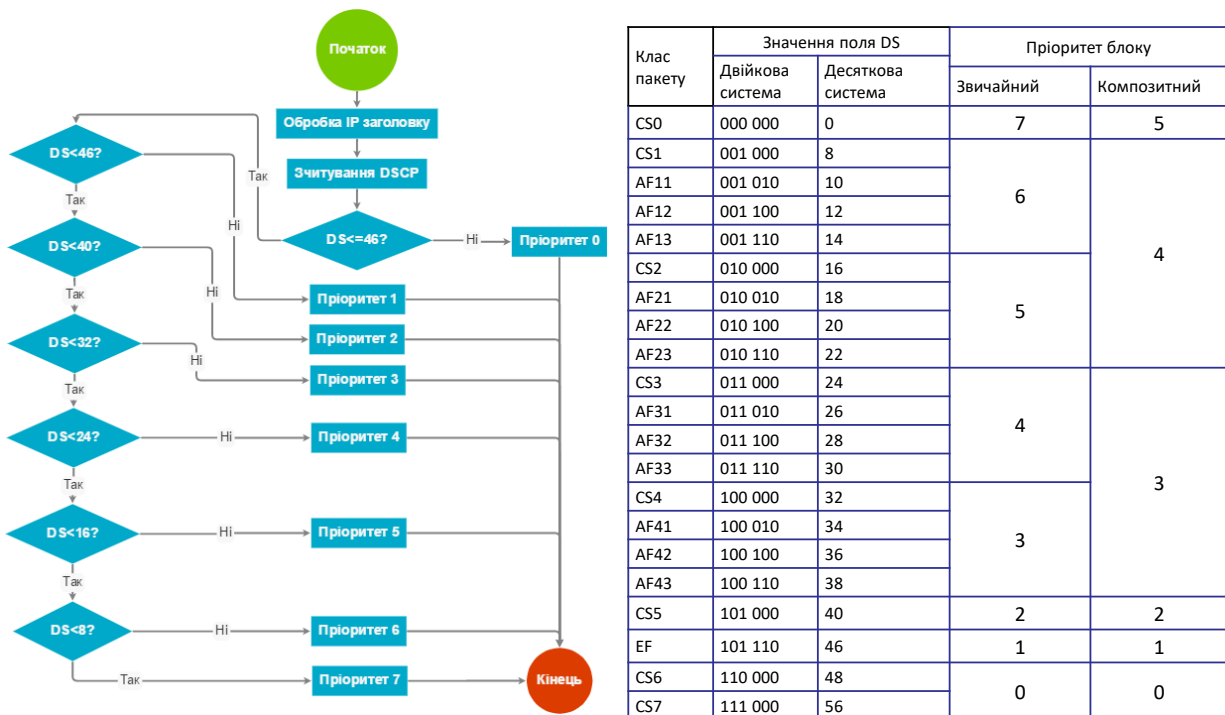 Початок
Обробка IP заголовку
Зчитування DSCP
DS<=46?
Так
Ні
Пріоритет 0
DS<46?
Так
Ні
Пріоритет 1
DS<40?
Так
Ні
Пріоритет 2
DS<32?
Так
Ні
Пріоритет 3
DS<24?
Так
Ні
Пріоритет 4
DS<16?
Так
Ні
Пріоритет 5
DS<8?
Ні
Пріоритет 6
Так
Пріоритет 7
Кінець
Клас пакету
Значення поля DS
Пріоритет блоку
Двійкова система
Десяткова система
Звичайний
Композитний
CS0 000 000 0 7 5
CS1 001 000 8
AF11 001 010 10
AF12 001 100 12
6
AF13 001 110 14
CS2 010 000 16
4
AF21 010 010 18
5
AF22 010 100 20
AF23 010 110 22
CS3 011 000 24
AF31 011 010 26
4
AF32 011 100 28
AF33 011 110 30
3
CS4 100 000 32
AF41 100 010 34
3
AF42 100 100 36
AF43 100 110 38
CS5 101 000 40 2 2
EF 101 110 46 1 1
CS6 110 000 48
0 0
CS7 111 000 56